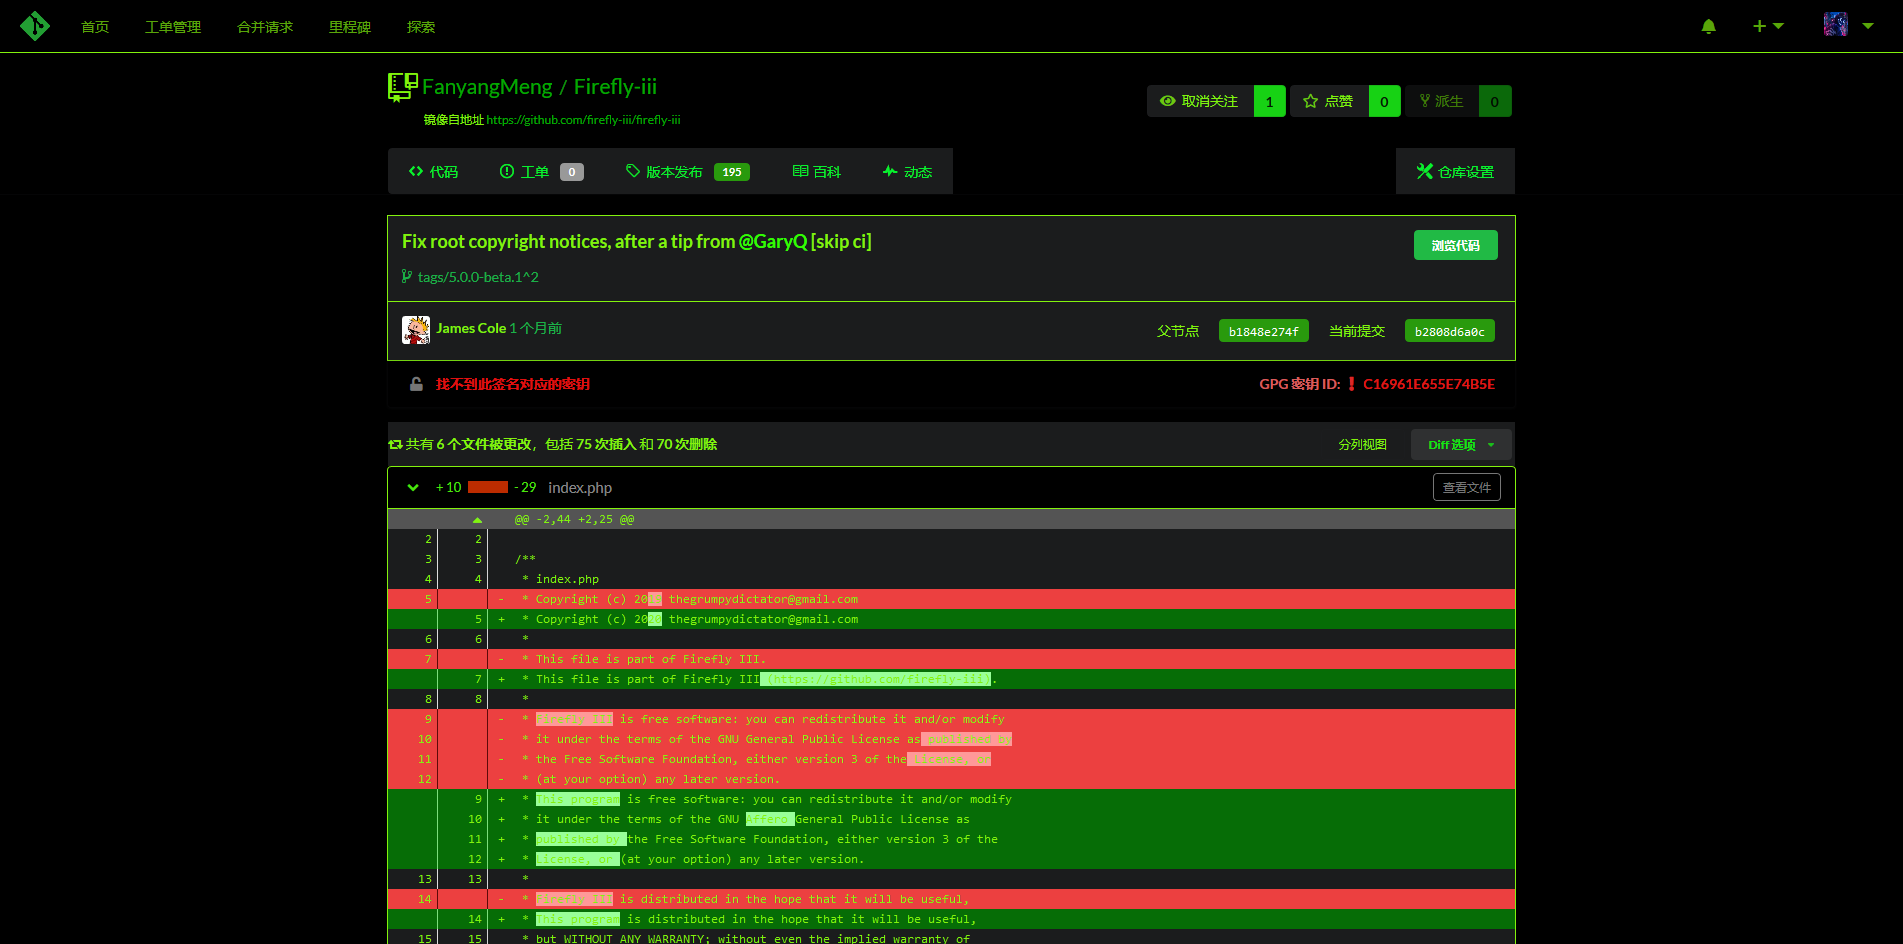 首页 工单管理 合并请求 里程碑 探索
FanyangMeng / Firefly-iii
镜像自地址 https://github.com/firefly-iii/firefly-iii
取消关注 1 点赞 0 派生 0
代码 工单 0 版本发布 195 百科 动态 仓库设置
Fix root copyright notices, after a tip from @GaryQ [skip ci]
浏览代码
tags/5.0.0-beta.1^2
James Cole 1 个月前 父节点 b1848e274f 当前提交 b2808d6a0c
找不到此签名对应的密钥 GPG 密钥 ID: C16961E655E74B5E
共有 6 个文件被更改，包括 75 次插入 和 70 次删除 分列视图 Diff 选项
+10 -29 index.php 查看文件
@@ -2,44 +2,25 @@
2 2
3 3 /**
4 4 * index.php
5 - * Copyright (c) 20 thegrumpydictator@gmail.com
5 + * Copyright (c) 2020 thegrumpydictator@gmail.com
6 6 *
7 - * This file is part of Firefly III.
7 + * This file is part of Firefly III (https://github.com/firefly-iii).
8 8 *
9 - * Firefly III is free software: you can redistribute it and/or modify
10 - * it under the terms of the GNU General Public License as published by
11 - * the Free Software Foundation, either version 3 of the License, or
12 - * (at your option) any later version.
9 + * This program is free software: you can redistribute it and/or modify
10 + * it under the terms of the GNU Affero General Public License as
11 + * published by the Free Software Foundation, either version 3 of the
12 + * License, or (at your option) any later version.
13 13 *
14 - * Firefly III is distributed in the hope that it will be useful,
14 + * This program is distributed in the hope that it will be useful,
15 15 * but WITHOUT ANY WARRANTY; without even the implied warranty of